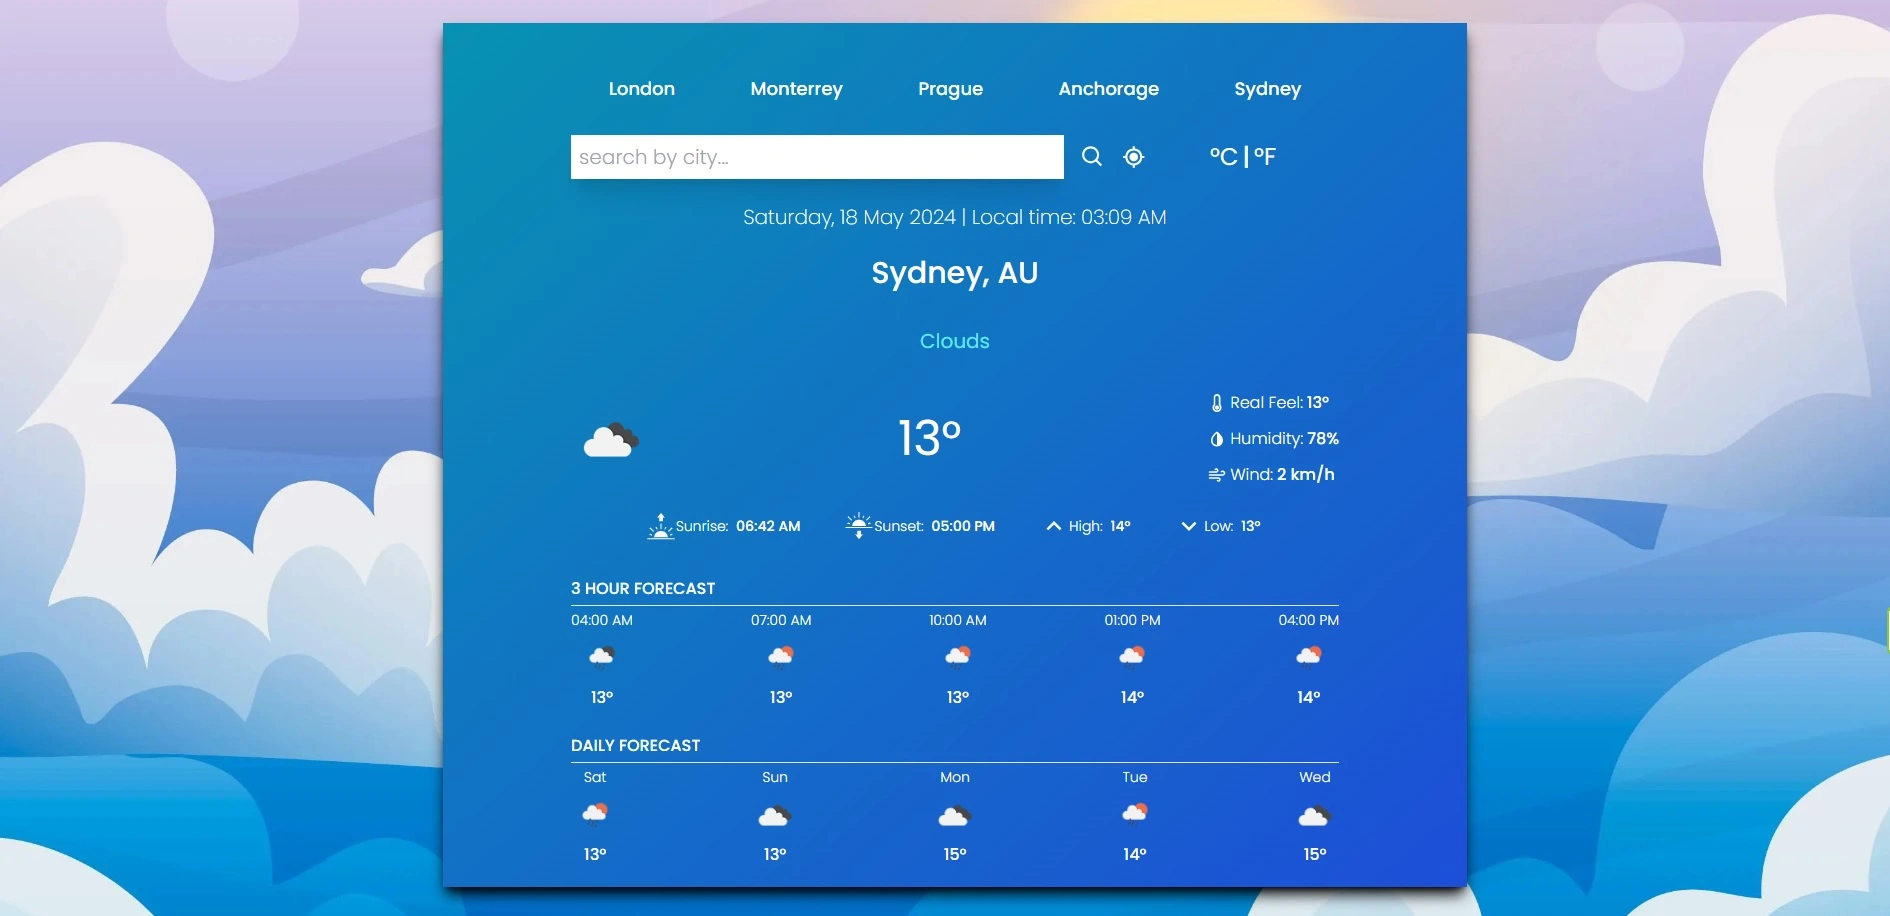 London Monterrey Prague Anchorage Sydney
search by city...
°C | °F
Saturday, 18 May 2024 | Local time: 03:09 AM
Sydney, AU
Clouds
13°
Real Feel: 13°
Humidity: 78%
Wind: 2 km/h
Sunrise: 06:42 AM Sunset: 05:00 PM High: 14° Low: 13°
3 HOUR FORECAST
04:00 AM 07:00 AM 10:00 AM 01:00 PM 04:00 PM
13° 13° 13° 14° 14°
DAILY FORECAST
Sat Sun Mon Tue Wed
13° 13° 15° 14° 15°